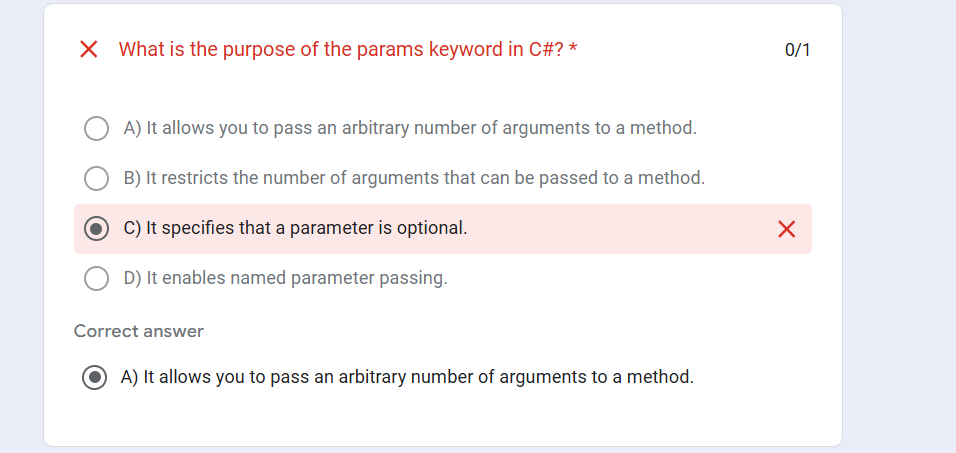 What is the purpose of the params keyword in C#? *
0/1
A) It allows you to pass an arbitrary number of arguments to a method.
B) It restricts the number of arguments that can be passed to a method.
C) It specifies that a parameter is optional.
D) It enables named parameter passing.
Correct answer
A) It allows you to pass an arbitrary number of arguments to a method.